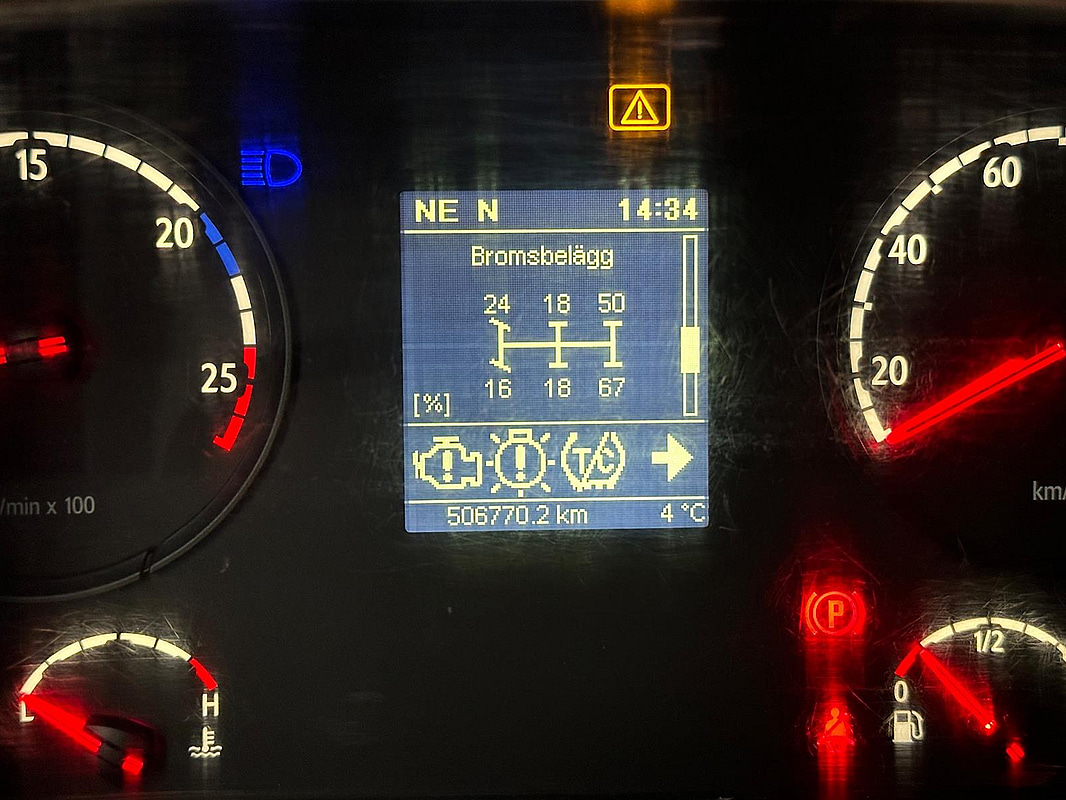 15
20
25
/min x 100
NE N 14:34
Bromsbelägg
24 18 50
16 18 67
[%]
T/C
506770.2 km 4 °C
60
40
20
km/
P
H
1/2
0